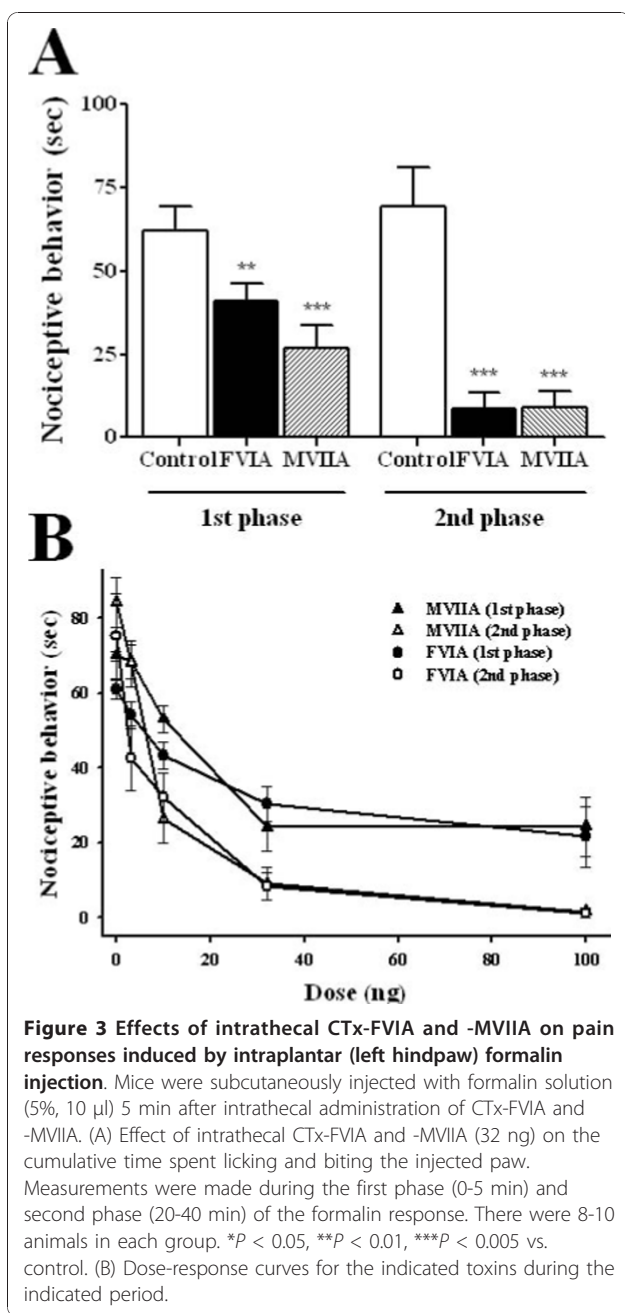 A
Nociceptive behavior (sec)
100
75
50
25
0
** *** *** ***
Control FVIA MVIIA Control FVIA MVIIA
1st phase 2nd phase
B
Nociceptive behavior (sec)
80
60
40
20
0
MVIIA (1st phase)
MVIIA (2nd phase)
FVIA (1st phase)
FVIA (2nd phase)
0 20 40 60 80 100
Dose (ng)
Figure 3 Effects of intrathecal CTx-FVIA and -MVIIA on pain
responses induced by intraplantar (left hindpaw) formalin
injection. Mice were subcutaneously injected with formalin solution
(5%, 10 μl) 5 min after intrathecal administration of CTx-FVIA and
-MVIIA. (A) Effect of intrathecal CTx-FVIA and -MVIIA (32 ng) on the
cumulative time spent licking and biting the injected paw.
Measurements were made during the first phase (0-5 min) and
second phase (20-40 min) of the formalin response. There were 8-10
animals in each group. *P < 0.05, **P < 0.01, ***P < 0.005 vs.
control. (B) Dose-response curves for the indicated toxins during the
indicated period.